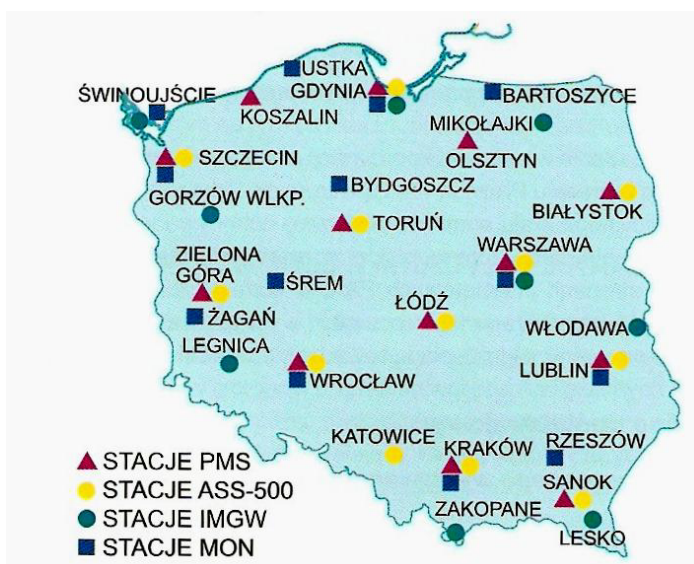 USTKA
ŚWINOUJŚCIE
GDYNIA
BARTOSZYCE
KOSZALIN
MIKOŁAJKI
OLSZTYN
SZCZECIN
BYDGOSZCZ
GORZÓW WLKP.
BIAŁYSTOK
TORUŃ
WARSZAWA
ZIELONA
GÓRA
ŚREM
ŁÓDŹ
ŻAGAŃ
WŁODAWA
LEGNICA
LUBLIN
WROCŁAW
KATOWICE
KRAKÓW
RZESZÓW
SANOK
ZAKOPANE
LESKO
STACJE PMS
STACJE ASS-500
STACJE IMGW
STACJE MON